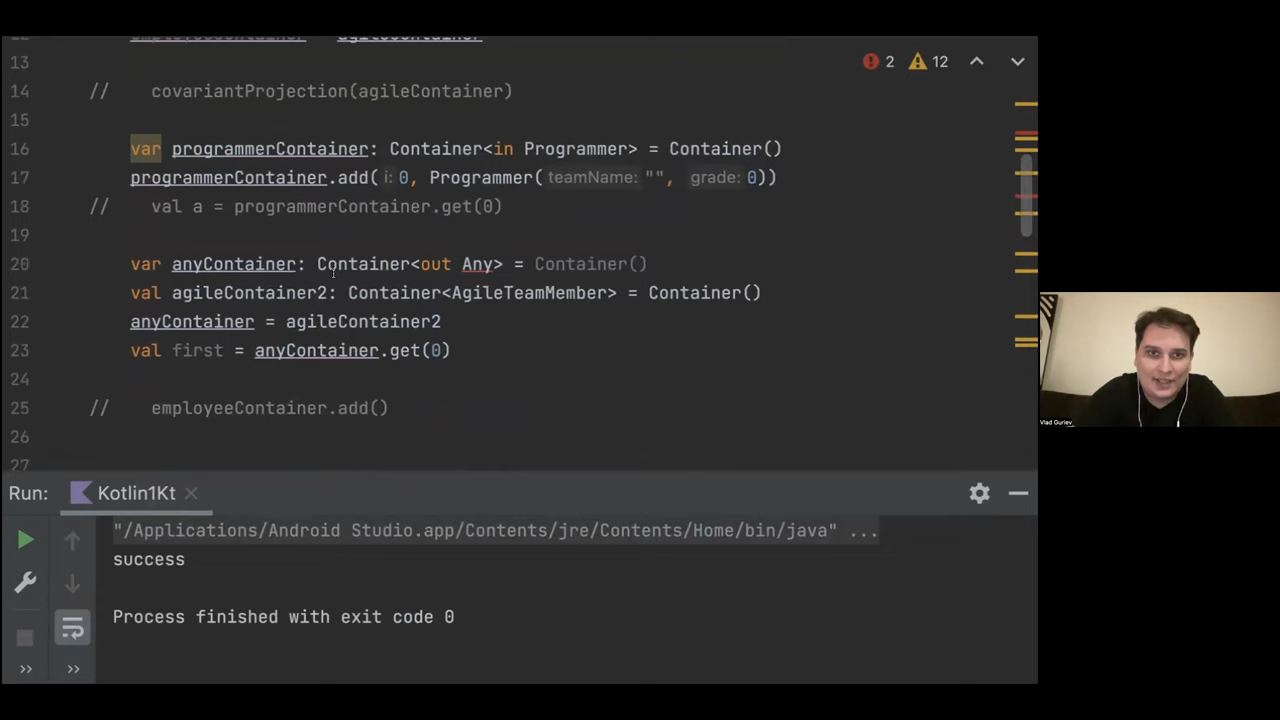 12 employeeContainer = agileContainer
13
14 // covariantProjection(agileContainer)
15
16 var programmerContainer: Container<in Programmer> = Container()
17 programmerContainer.add( i: 0, Programmer( teamName: "", grade: 0))
18 // val a = programmerContainer.get(0)
19
20 var anyContainer: Container<out Any> = Container()
21 val agileContainer2: Container<AgileTeamMember> = Container()
22 anyContainer = agileContainer2
23 val first = anyContainer.get(0)
24
25 // employeeContainer.add()
26
27
2 12
Vlad Guriev
Run: Kotlin1Kt
"/Applications/Android Studio.app/Contents/jre/Contents/Home/bin/java" ...
success
Process finished with exit code 0